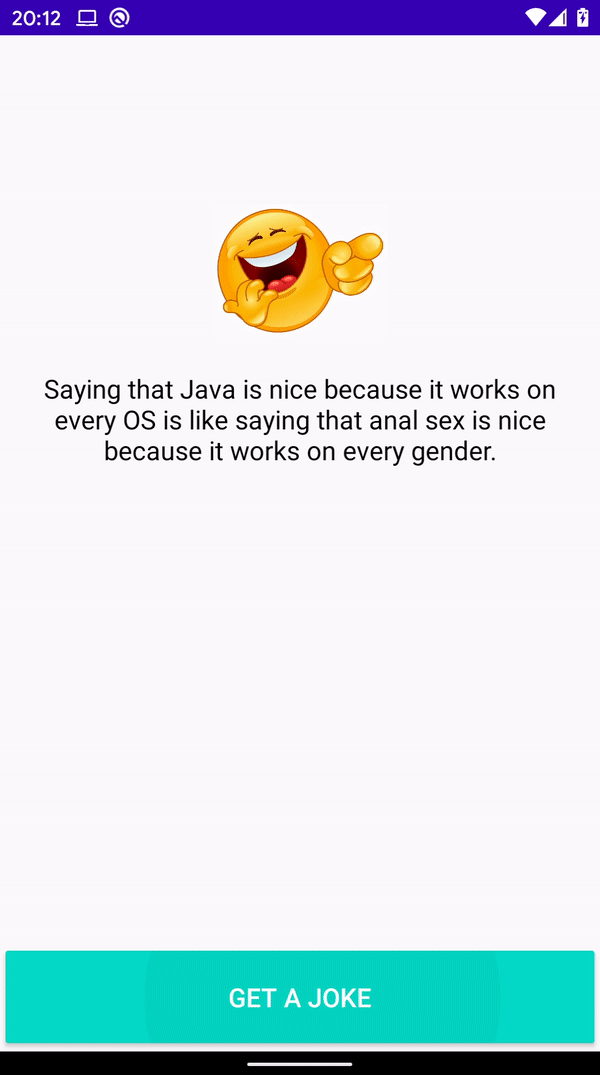 20:12
Saying that Java is nice because it works on
every OS is like saying that anal sex is nice
because it works on every gender.
GET A JOKE